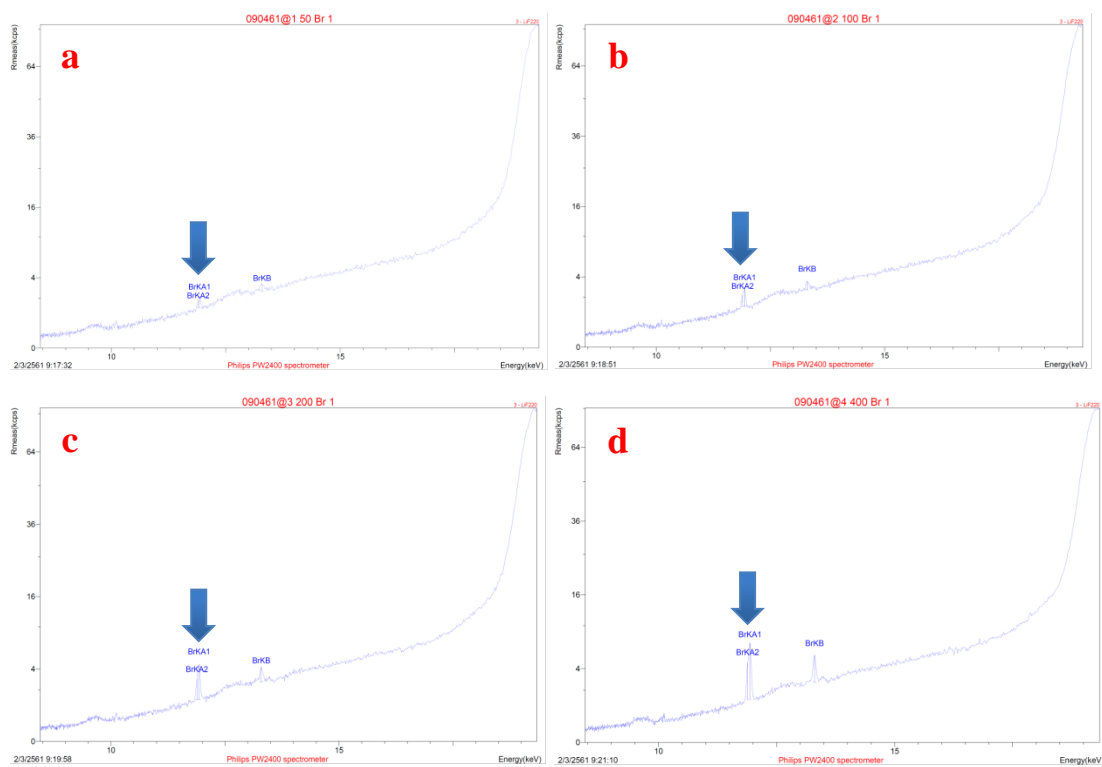 090461@1 50 Br 1
3 - LiF220
Rmeas(kcps)
a
64
36
16
4
0
BrKA1
BrKA2
BrKB
10
15
2/3/2561 9:17:32
Philips PW2400 spectrometer
Energy(keV)
090461@2 100 Br 1
3 - LiF220
Rmeas(kcps)
b
64
36
16
4
0
BrKA1
BrKA2
BrKB
10
15
2/3/2561 9:18:51
Philips PW2400 spectrometer
Energy(keV)
090461@3 200 Br 1
3 - LiF220
Rmeas(kcps)
c
64
36
16
4
0
BrKA1
BrKA2
BrKB
10
15
2/3/2561 9:19:58
Philips PW2400 spectrometer
Energy(keV)
090461@4 400 Br 1
3 - LiF220
Rmeas(kcps)
d
64
36
16
4
0
BrKA1
BrKA2
BrKB
10
15
2/3/2561 9:21:10
Philips PW2400 spectrometer
Energy(keV)